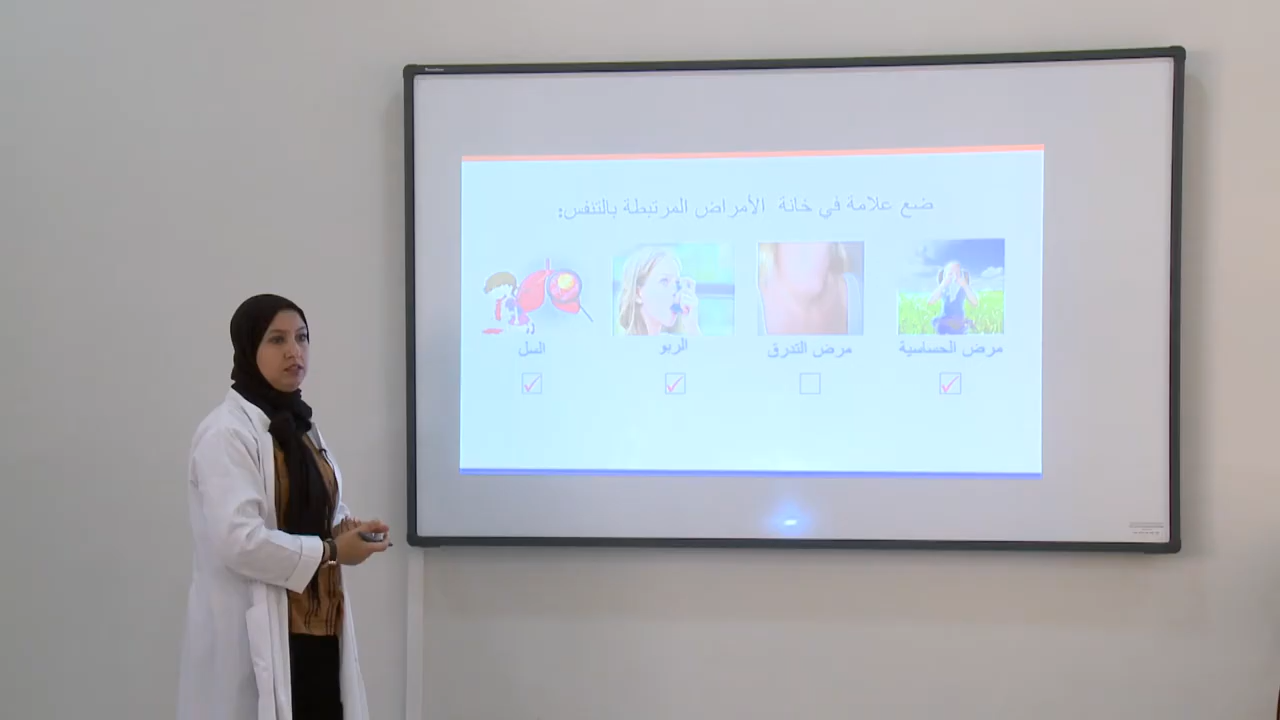 ضع علامة في خانة الأمراض المرتبطة بالتنفس:
مرض الحساسية
مرض التدرق
الربو
السل